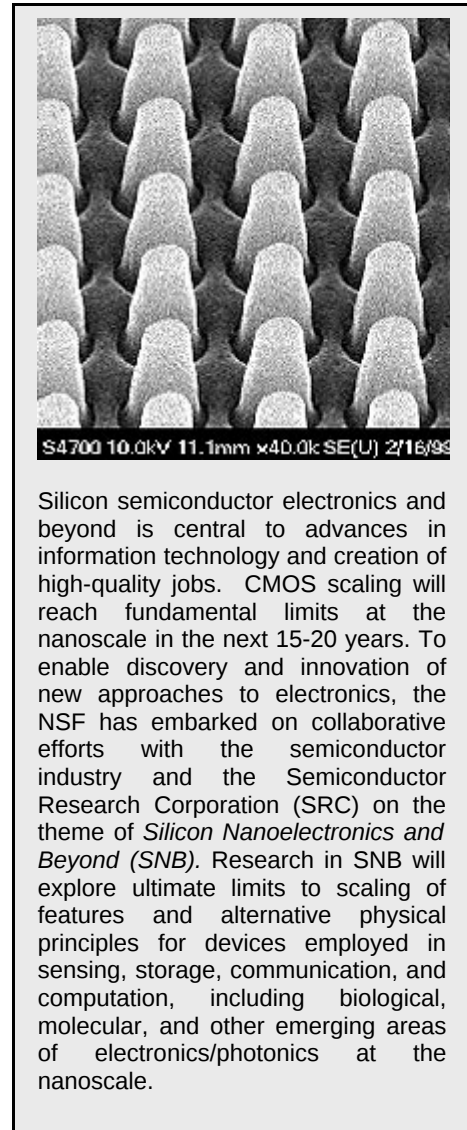 S4700 10.0kV 11.1mm x40.0k SE(U) 2/16/99
Silicon semiconductor electronics and
beyond is central to advances in
information technology and creation of
high-quality jobs. CMOS scaling will
reach fundamental limits at the
nanoscale in the next 15-20 years. To
enable discovery and innovation of
new approaches to electronics, the
NSF has embarked on collaborative
efforts with the semiconductor
industry and the Semiconductor
Research Corporation (SRC) on the
theme of Silicon Nanoelectronics and
Beyond (SNB). Research in SNB will
explore ultimate limits to scaling of
features and alternative physical
principles for devices employed in
sensing, storage, communication, and
computation, including biological,
molecular, and other emerging areas
of electronics/photonics at the
nanoscale.